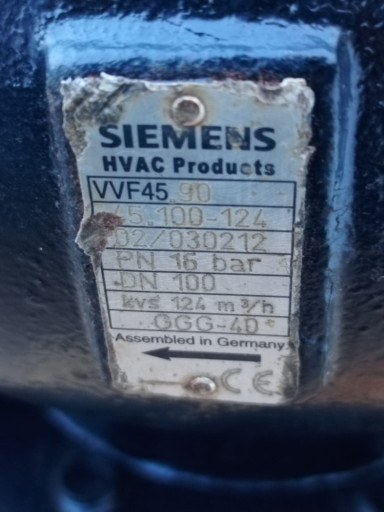 SIEMENS
HVAC Products
VVF45.90
45.100-124
02/030212
PN 16 bar
DN 100
kvs 124 m³/h
GGG-40
Assembled in Germany
CE